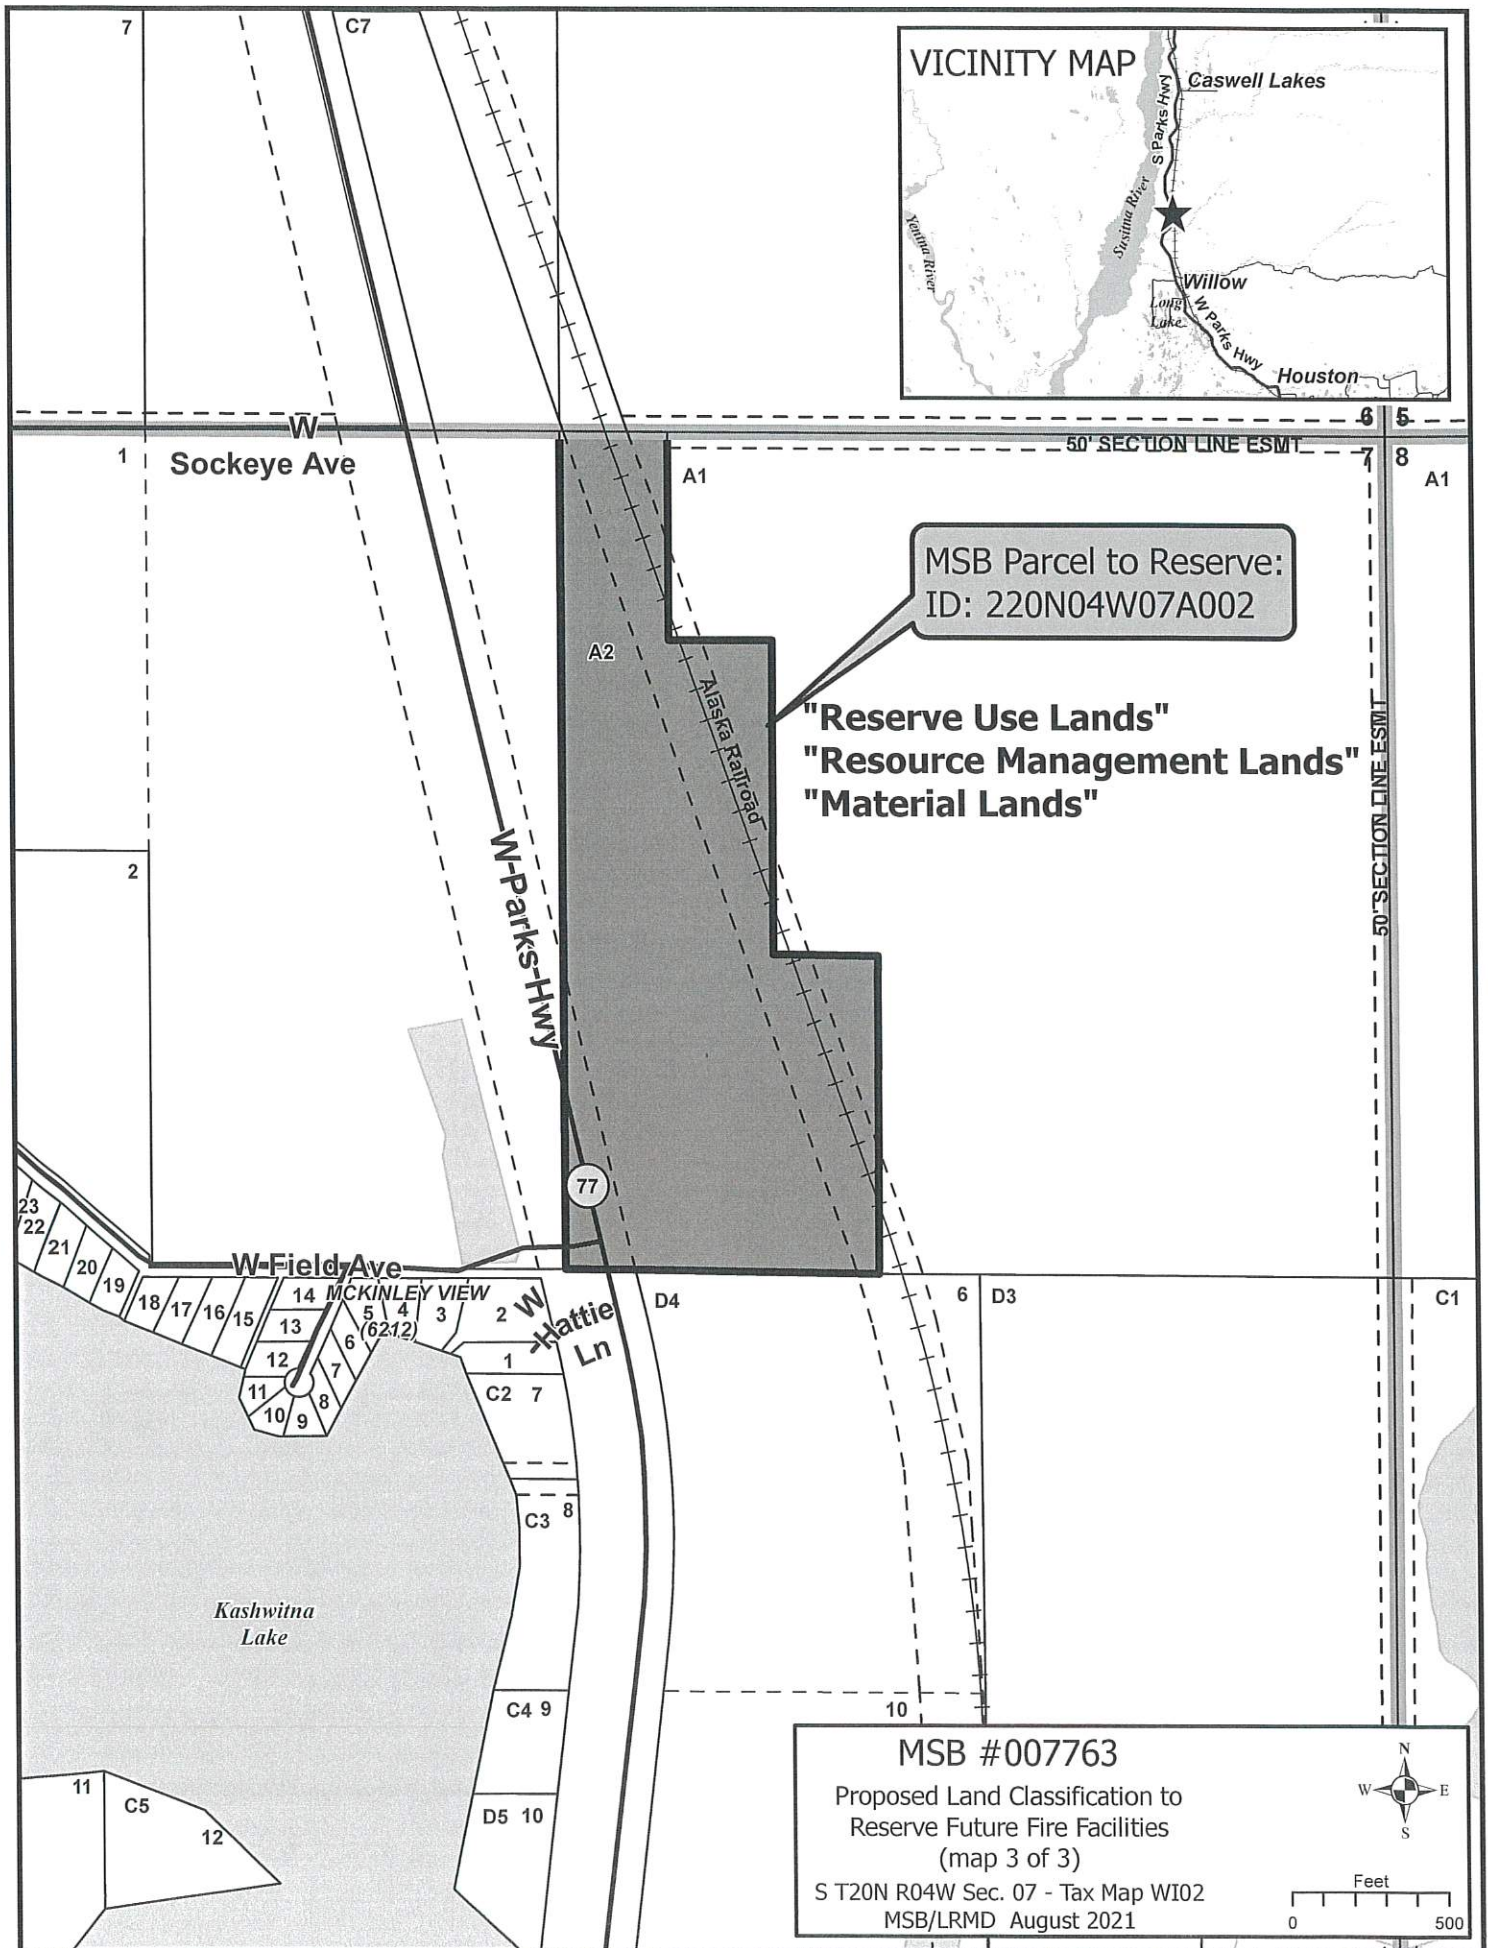 7
C7
VICINITY MAP
Caswell Lakes
S Parks Hwy
Susitna River
Yentna River
Willow
Long
Lake
W Parks Hwy
Houston
6 5
W
Sockeye Ave
1
50' SECTION LINE ESMT
7 8
A1
A1
MSB Parcel to Reserve:
ID: 220N04W07A002
A2
Alaska Railroad
"Reserve Use Lands"
"Resource Management Lands"
"Material Lands"
50' SECTION LINE ESMT
2
W Parks Hwy
77
23
22
21
20
19
18
17
16
15
W Field Ave
MCKINLEY VIEW
(6212)
14
13
12
11
10
9
8
7
6
5
4
3
2
1
W
Hattie
Ln
D4
6
D3
C1
C2 7
C3 8
Kashwitna
Lake
C4 9
10
11
C5
12
D5 10
MSB #007763
Proposed Land Classification to
Reserve Future Fire Facilities
(map 3 of 3)
S T20N R04W Sec. 07 - Tax Map WI02
MSB/LRMD August 2021
N
W E
S
Feet
0 500